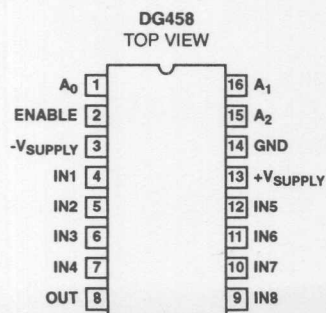 DG458
TOP VIEW
A0 1 16 A1
ENABLE 2 15 A2
-VSUPPLY 3 14 GND
IN1 4 13 +VSUPPLY
IN2 5 12 IN5
IN3 6 11 IN6
IN4 7 10 IN7
OUT 8 9 IN8